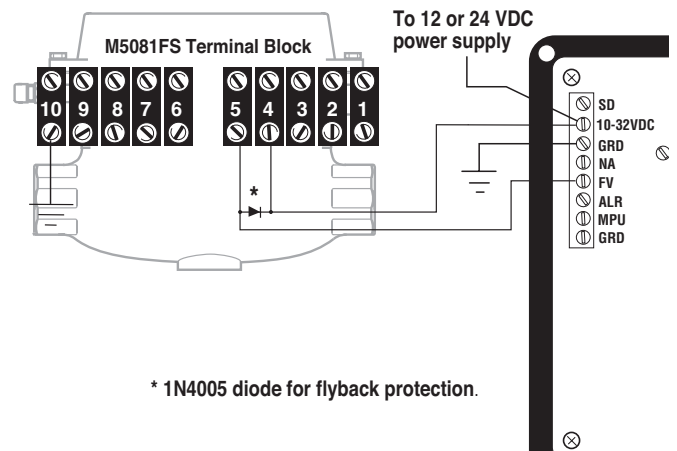 To 12 or 24 VDC
power supply
M5081FS Terminal Block
10 9 8 7 6 5 4 3 2 1
SD
10-32VDC
GRD
NA
FV
ALR
MPU
GRD
*
* 1N4005 diode for flyback protection.